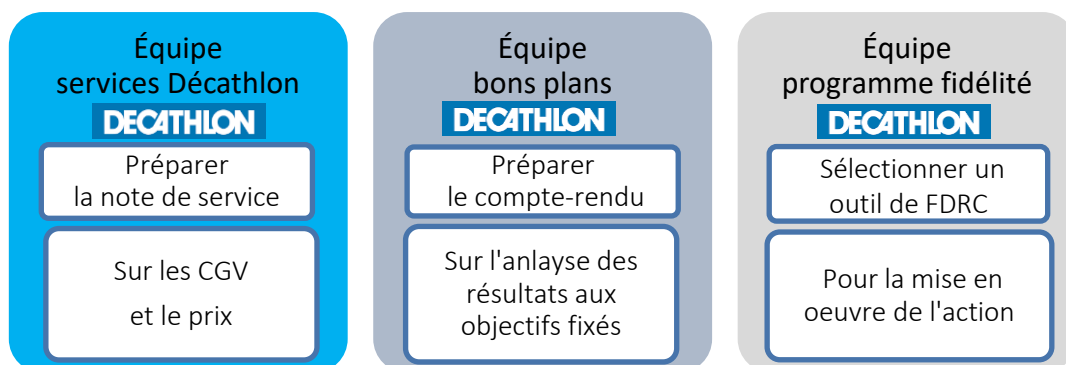 Équipe
services Décathlon
DECATHLON
Préparer
la note de service
Sur les CGV
et le prix
Équipe
bons plans
DECATHLON
Préparer
le compte-rendu
Sur l'anlayse des
résultats aux
objectifs fixés
Équipe
programme fidélité
DECATHLON
Sélectionner un
outil de FDRC
Pour la mise en
oeuvre de l'action